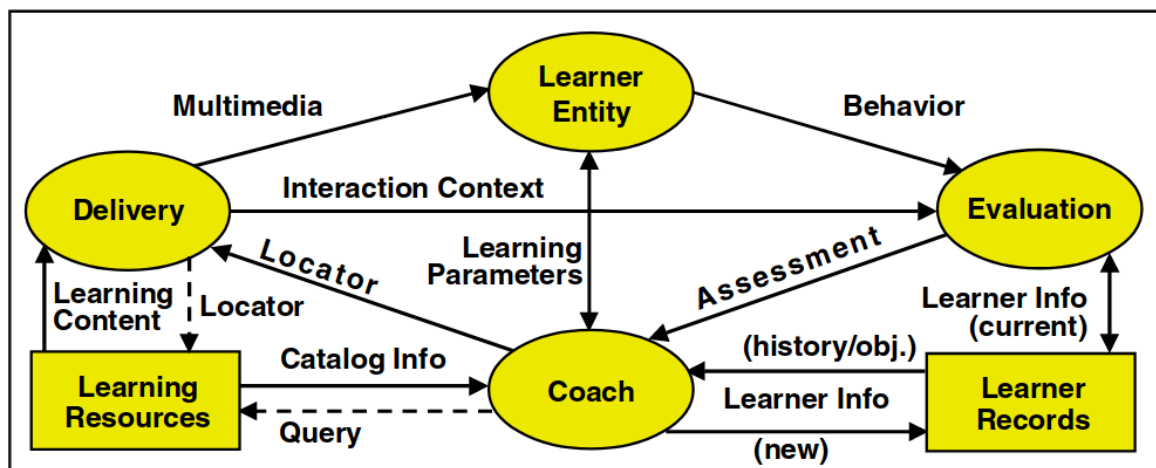 Learner
Entity
Multimedia
Behavior
Delivery
Interaction Context
Evaluation
Locator
Learning
Parameters
Assessment
Learning
Content
Locator
Learner Info
(current)
Catalog Info
(history/obj.)
Learning
Resources
Coach
Learner Info
Learner
Records
Query
(new)